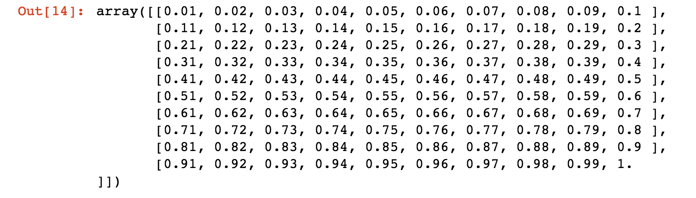 Out[14]: array([[0.01, 0.02, 0.03, 0.04, 0.05, 0.06, 0.07, 0.08, 0.09, 0.1 ],
[0.11, 0.12, 0.13, 0.14, 0.15, 0.16, 0.17, 0.18, 0.19, 0.2 ],
[0.21, 0.22, 0.23, 0.24, 0.25, 0.26, 0.27, 0.28, 0.29, 0.3 ],
[0.31, 0.32, 0.33, 0.34, 0.35, 0.36, 0.37, 0.38, 0.39, 0.4 ],
[0.41, 0.42, 0.43, 0.44, 0.45, 0.46, 0.47, 0.48, 0.49, 0.5 ],
[0.51, 0.52, 0.53, 0.54, 0.55, 0.56, 0.57, 0.58, 0.59, 0.6 ],
[0.61, 0.62, 0.63, 0.64, 0.65, 0.66, 0.67, 0.68, 0.69, 0.7 ],
[0.71, 0.72, 0.73, 0.74, 0.75, 0.76, 0.77, 0.78, 0.79, 0.8 ],
[0.81, 0.82, 0.83, 0.84, 0.85, 0.86, 0.87, 0.88, 0.89, 0.9 ],
[0.91, 0.92, 0.93, 0.94, 0.95, 0.96, 0.97, 0.98, 0.99, 1.
]])